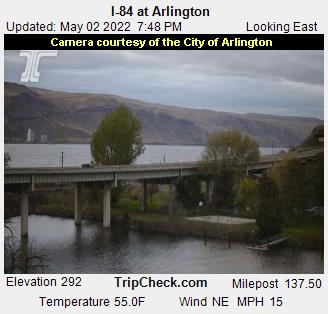 I-84 at Arlington
Updated: May 02 2022 7:48 PM Looking East
Camera courtesy of the City of Arlington
Elevation 292 TripCheck.com Milepost 137.50
Temperature 55.0F Wind NE MPH 15